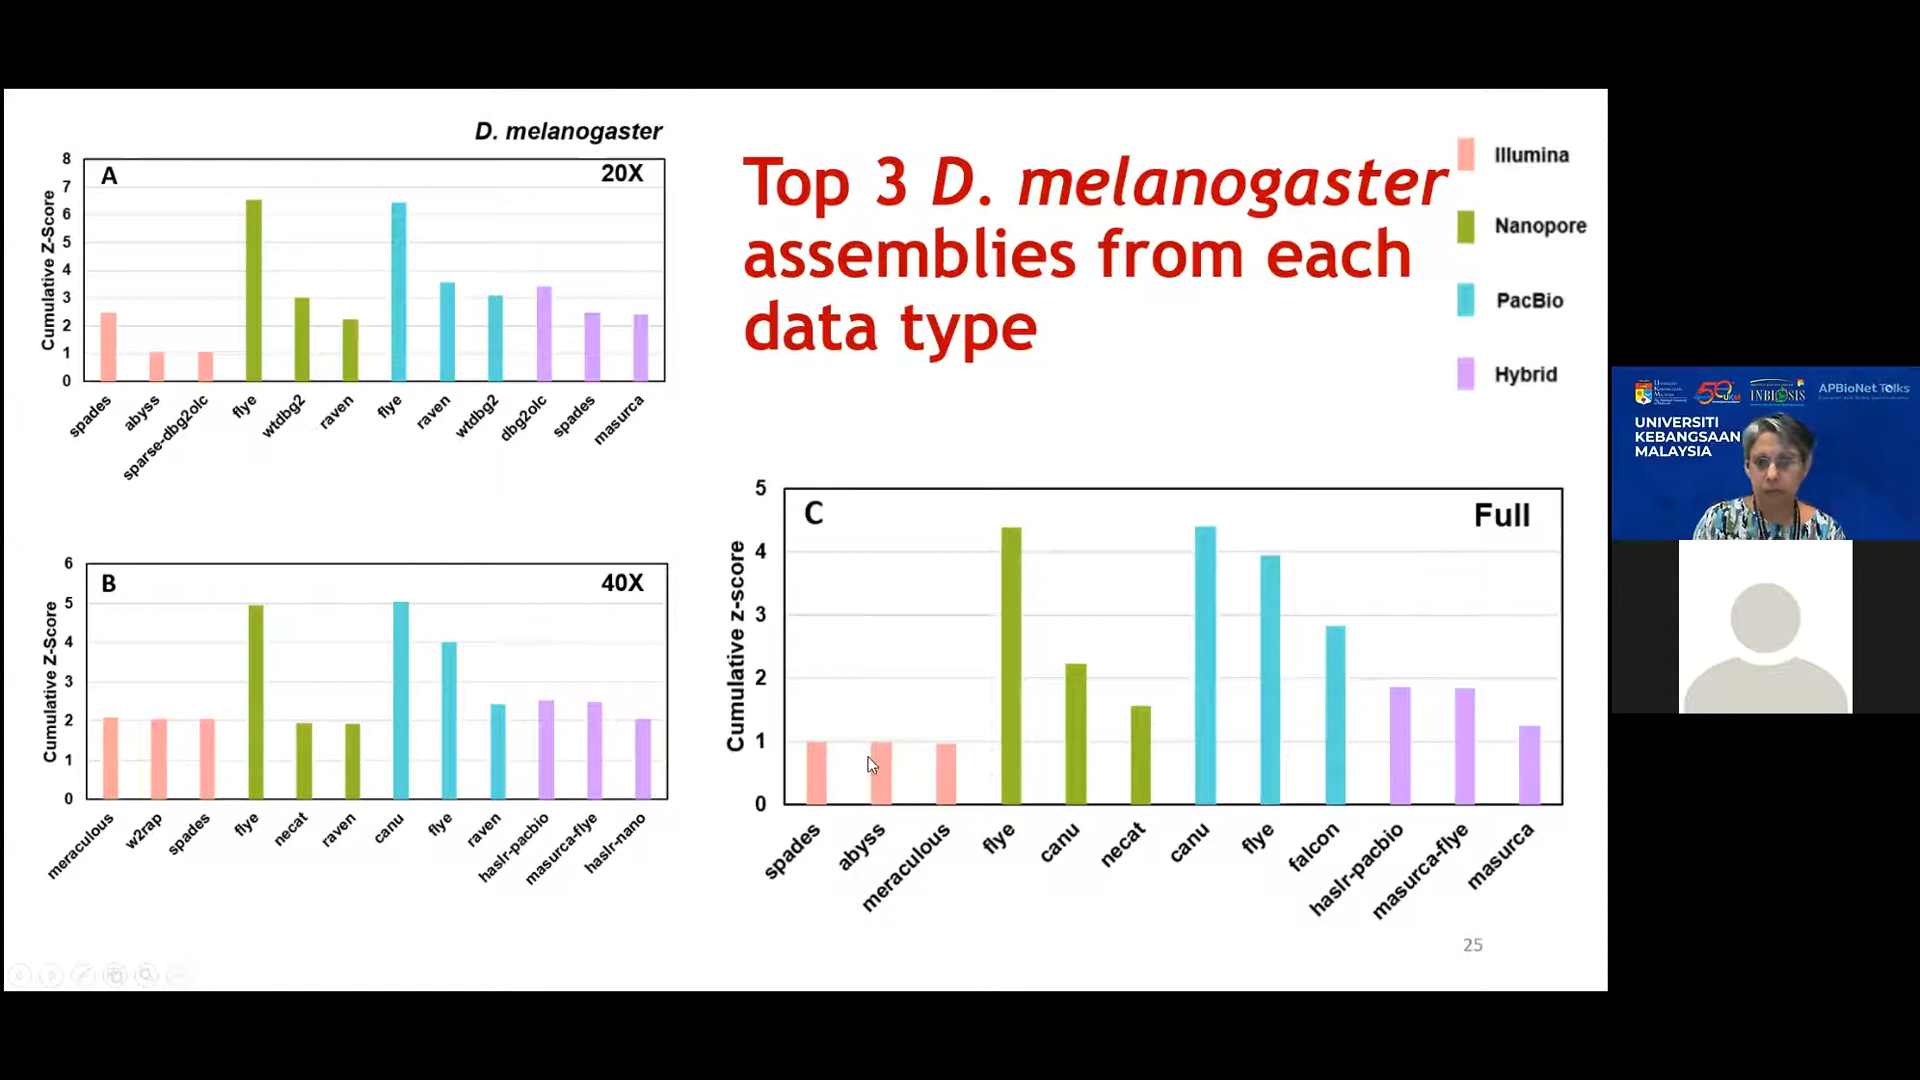 D. melanogaster
A
20X
Cumulative Z-Score
8
7
6
5
4
3
2
1
0
spades
abyss
sparse-dbg2olc
flye
wtdbg2
raven
flye
raven
wtdbg2
dbg2olc
spades
masurca
Top 3 D. melanogaster
assemblies from each
data type
Illumina
Nanopore
PacBio
Hybrid
B
40X
Cumulative Z-Score
6
5
4
3
2
1
0
meraculous
w2rap
spades
flye
necat
raven
canu
flye
raven
haslr-pacbio
masurca-flye
haslr-nano
C
Full
Cumulative z-score
5
4
3
2
1
0
spades
abyss
meraculous
flye
canu
necat
canu
flye
falcon
haslr-pacbio
masurca-flye
masurca
25
INBIOSIS
APBioNet Talks
UNIVERSITI
KEBANGSAAN
MALAYSIA